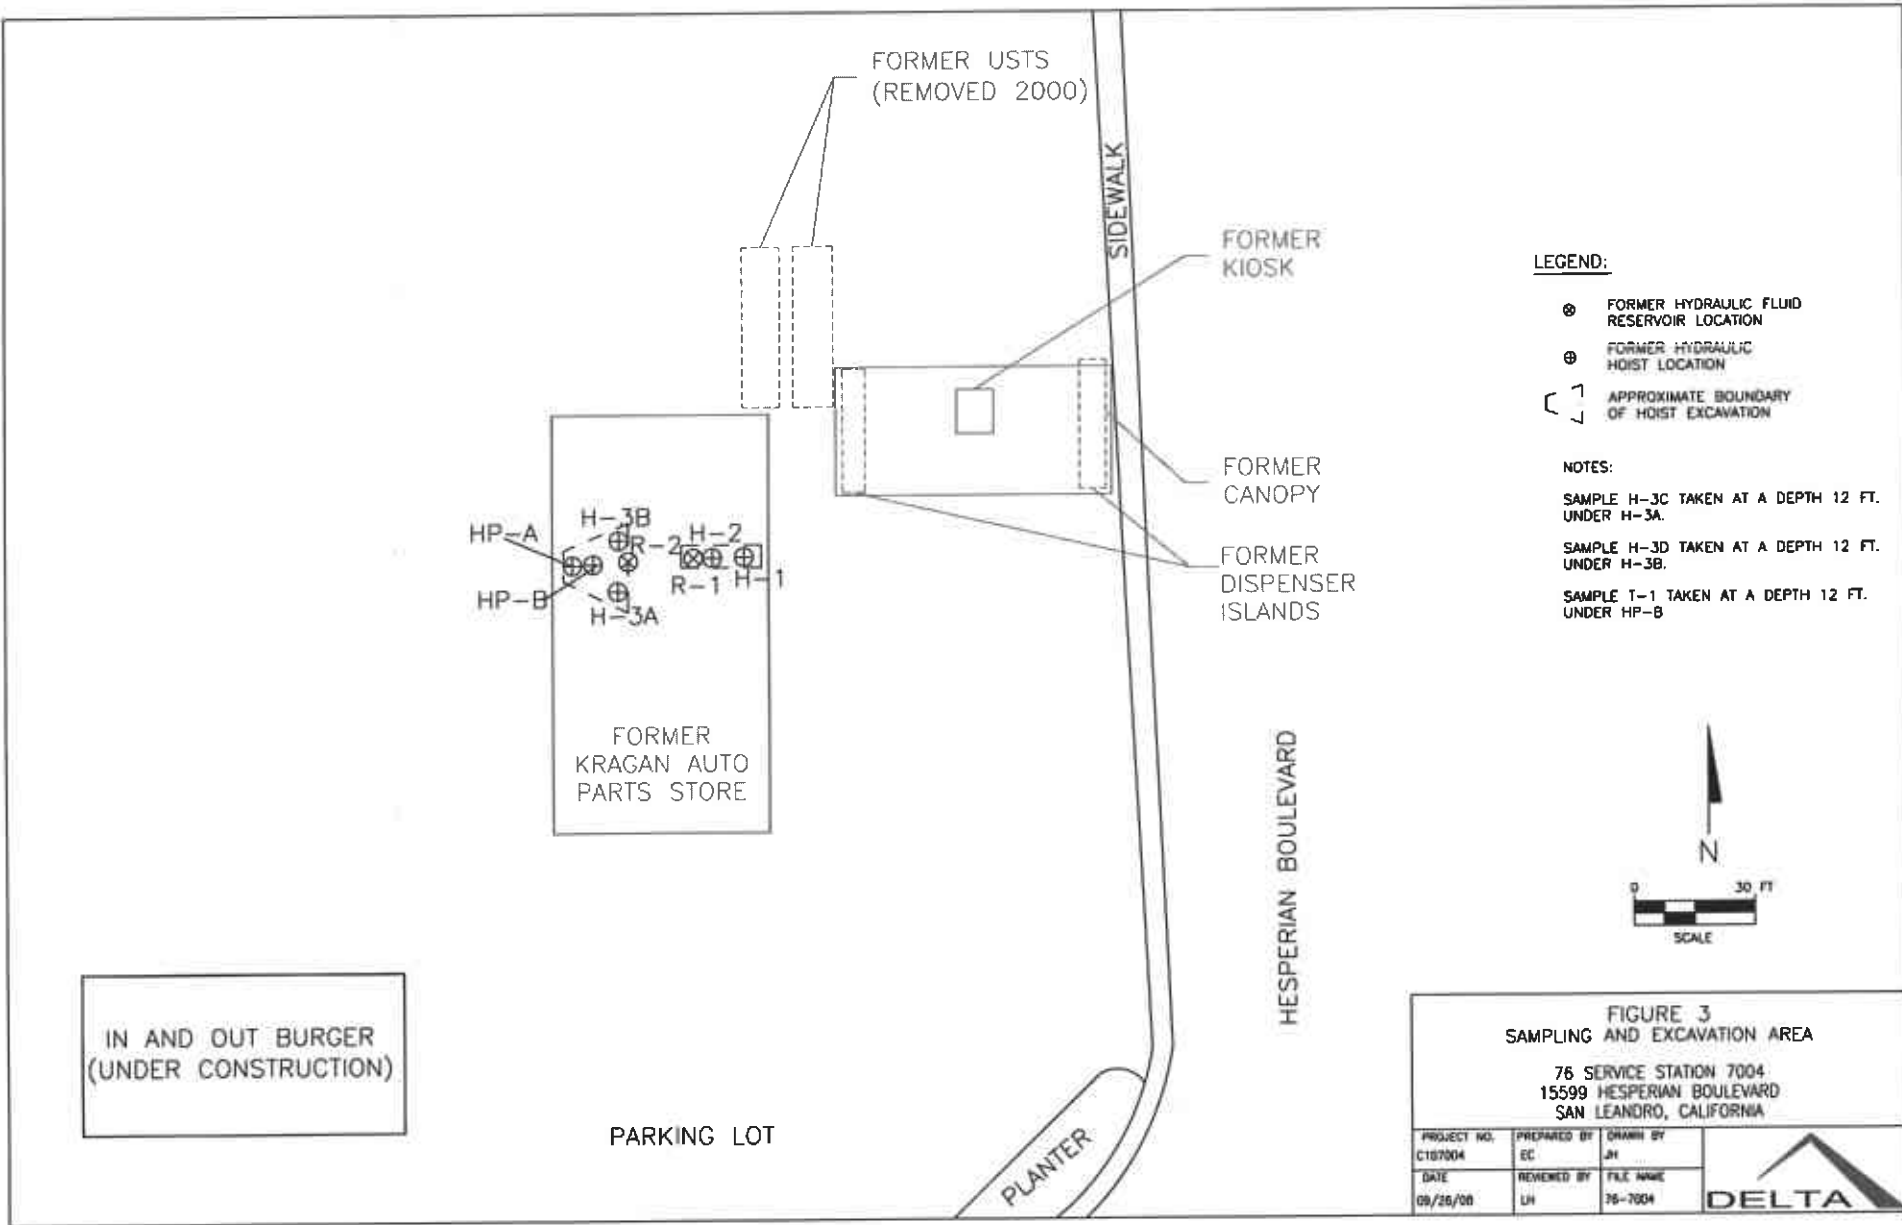 FORMER USTS
(REMOVED 2000)
SIDEWALK
FORMER
KIOSK
FORMER
CANOPY
FORMER
DISPENSER
ISLANDS
HP-A
H-3B
R-2
H-2
HP-B
H-3A
R-1
H-1
FORMER
KRAGAN AUTO
PARTS STORE
HESPERIAN BOULEVARD
IN AND OUT BURGER
(UNDER CONSTRUCTION)
PARKING LOT
PLANTER
LEGEND:
FORMER HYDRAULIC FLUID
RESERVOIR LOCATION
FORMER HYDRAULIC
HOIST LOCATION
APPROXIMATE BOUNDARY
OF HOIST EXCAVATION
NOTES:
SAMPLE H-3C TAKEN AT A DEPTH 12 FT.
UNDER H-3A.
SAMPLE H-3D TAKEN AT A DEPTH 12 FT.
UNDER H-3B.
SAMPLE T-1 TAKEN AT A DEPTH 12 FT.
UNDER HP-B
N
0 30 FT
SCALE
FIGURE 3
SAMPLING AND EXCAVATION AREA
76 SERVICE STATION 7004
15599 HESPERIAN BOULEVARD
SAN LEANDRO, CALIFORNIA
PROJECT NO. PREPARED BY DRAWN BY
C107004 EC JH
DATE REVIEWED BY FILE NAME
LH 76-7004
DELTA